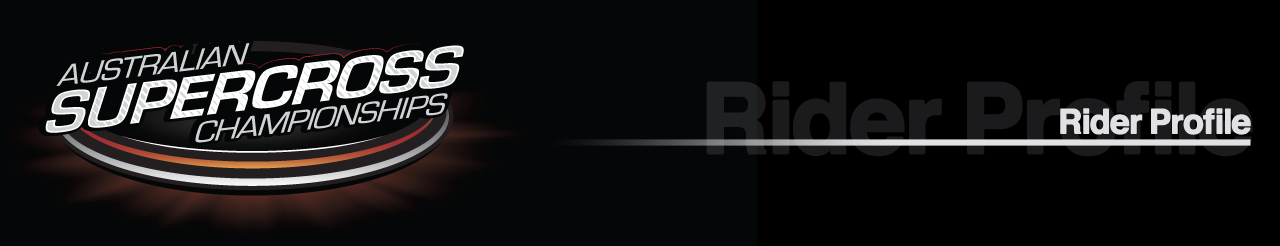 AUSTRALIAN
SUPERCROSS
CHAMPIONSHIPS
Rider Profile
Rider Profile